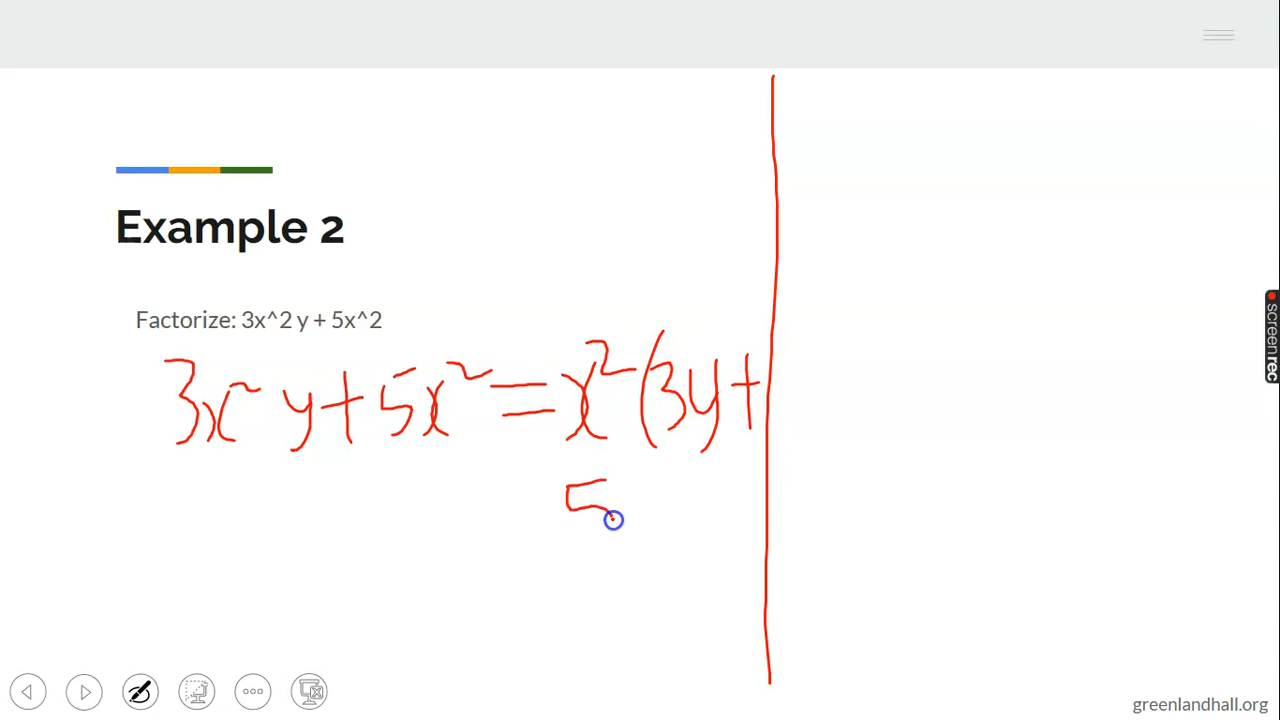 Example 2
Factorize: 3x^2 y + 5x^2
3x² y + 5x² = x² (3y +
5
screenrec
greenlandhall.org